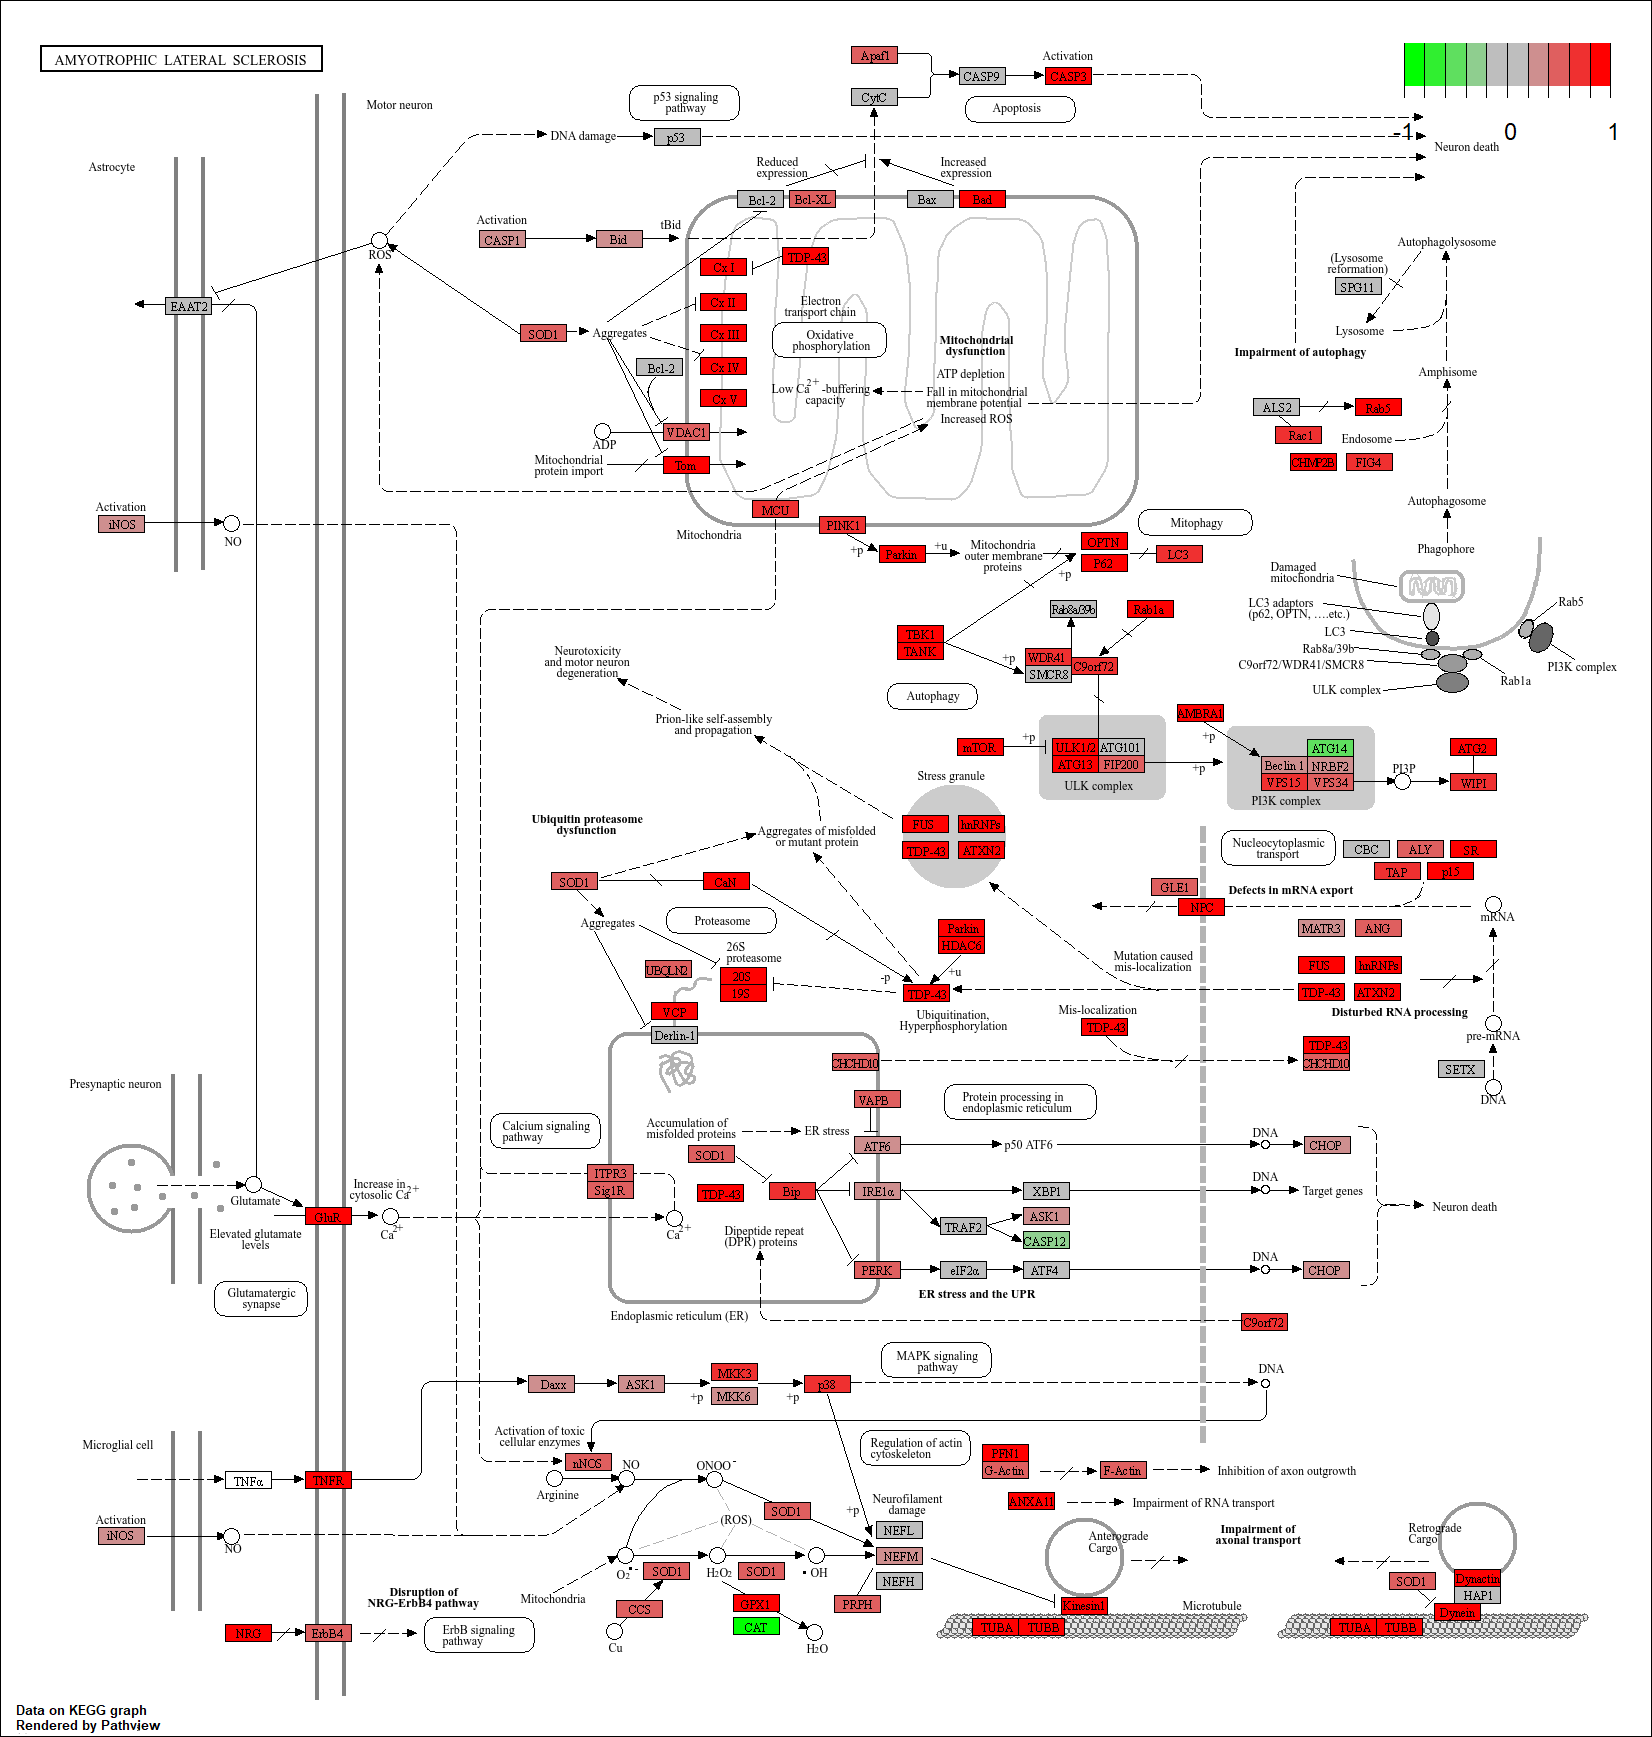 AMYOTROPHIC LATERAL SCLEROSIS
Motor neuron
Astrocyte
p53 signaling
pathway
Apaf1
CytC
CASP9
Activation
CASP3
Apoptosis
-1
0
1
DNA damage
p53
Neuron death
Reduced
expression
Increased
expression
Bcl-2
Bcl-XL
Bax
Bad
Activation
CASP1
Bid
tBid
ROS
EAAT2
SOD1
Aggregates
Bcl-2
Cx I
TDP-43
Cx II
Cx III
Cx IV
Cx V
Electron
transport chain
Oxidative
phosphorylation
Mitochondrial
dysfunction
ATP depletion
Low Ca2+ -buffering
capacity
Fall in mitochondrial
membrane potential
Increased ROS
ADP
VDAC1
Mitochondrial
protein import
Tom
MCU
Mitochondria
PINK1
+p
Parkin
+u
Mitochondria
outer membrane
proteins
Mitophagy
OPTN
P62
LC3
+p
Autophagolysosome
(Lysosome
reformation)
SPG11
Lysosome
Impairment of autophagy
Amphisome
ALS2
Rab5
Rac1
Endosome
CHMP2B
FIG4
Autophagosome
Phagophore
Damaged
mitochondria
LC3 adaptors
(p62, OPTN, ....etc.)
LC3
Rab8a/39b
C9orf72/WDR41/SMCR8
ULK complex
Rab5
PI3K complex
Rab1a
Activation
iNOS
NO
TBK1
TANK
Rab8a/39b
Rab1a
+p
WDR41
SMCR8
C9orf72
Autophagy
Neurotoxicity
and motor neuron
degeneration
Prion-like self-assembly
and propagation
mTOR
+p
ULK1/2
ATG101
ATG13
FIP200
ULK complex
+p
AMBRA1
+p
ATG14
Beclin 1
NRBF2
VPS15
VPS34
PI3K complex
PI3P
ATG2
WIPI
Stress granule
FUS
hnRNPs
TDP-43
ATXN2
Ubiquitin proteasome
dysfunction
Aggregates of misfolded
or mutant protein
SOD1
CaN
Aggregates
Proteasome
26S
proteasome
UBQLN2
20S
19S
VCP
Derlin-1
Parkin
HDAC6
+u
-p
TDP-43
Ubiquitination,
Hyperphosphorylation
Nucleocytoplasmic
transport
CBC
ALY
SR
TAP
p15
GLE1
NPC
Defects in mRNA export
mRNA
MATR3
ANG
FUS
hnRNPs
TDP-43
ATXN2
Disturbed RNA processing
Mutation caused
mis-localization
Mis-localization
TDP-43
pre-mRNA
TDP-43
CHCHD10
SETX
DNA
CHCHD10
Presynaptic neuron
Calcium signaling
pathway
VAPB
Protein processing in
endoplasmic reticulum
Accumulation of
misfolded proteins
ER stress
ATF6
p50 ATF6
DNA
CHOP
SOD1
ITPR3
Sig1R
TDP-43
Bip
IRE1α
XBP1
DNA
Target genes
TRAF2
ASK1
CASP12
Neuron death
Glutamate
Increase in
cytosolic Ca2+
GluR
Ca2+
Ca2+
Elevated glutamate
levels
Glutamatergic
synapse
Dipeptide repeat
(DPR) proteins
PERK
eIF2α
ATF4
DNA
CHOP
ER stress and the UPR
Endoplasmic reticulum (ER)
C9orf72
MAPK signaling
pathway
Daxx
ASK1
+p
MKK3
MKK6
+p
p38
DNA
Microglial cell
TNFα
TNFR
Activation of toxic
cellular enzymes
nNOS
Arginine
NO
ONOO-
Regulation of actin
cytoskeleton
PFN1
G-Actin
F-Actin
Inhibition of axon outgrowth
Activation
iNOS
NO
(ROS)
SOD1
+p
Neurofilament
damage
NEFL
NEFM
NEFH
ANXA11
Impairment of RNA transport
Anterograde
Cargo
Impairment of
axonal transport
Retrograde
Cargo
O2•-
SOD1
H2O2
SOD1
•OH
CCS
Cu
GPX1
CAT
H2O
PRPH
Mitochondria
Kinesin1
Microtubule
SOD1
Dynactin
HAP1
Dynein
TUBA
TUBB
TUBA
TUBB
Disruption of
NRG-ErbB4 pathway
NRG
ErbB4
ErbB signaling
pathway
Data on KEGG graph
Rendered by Pathview